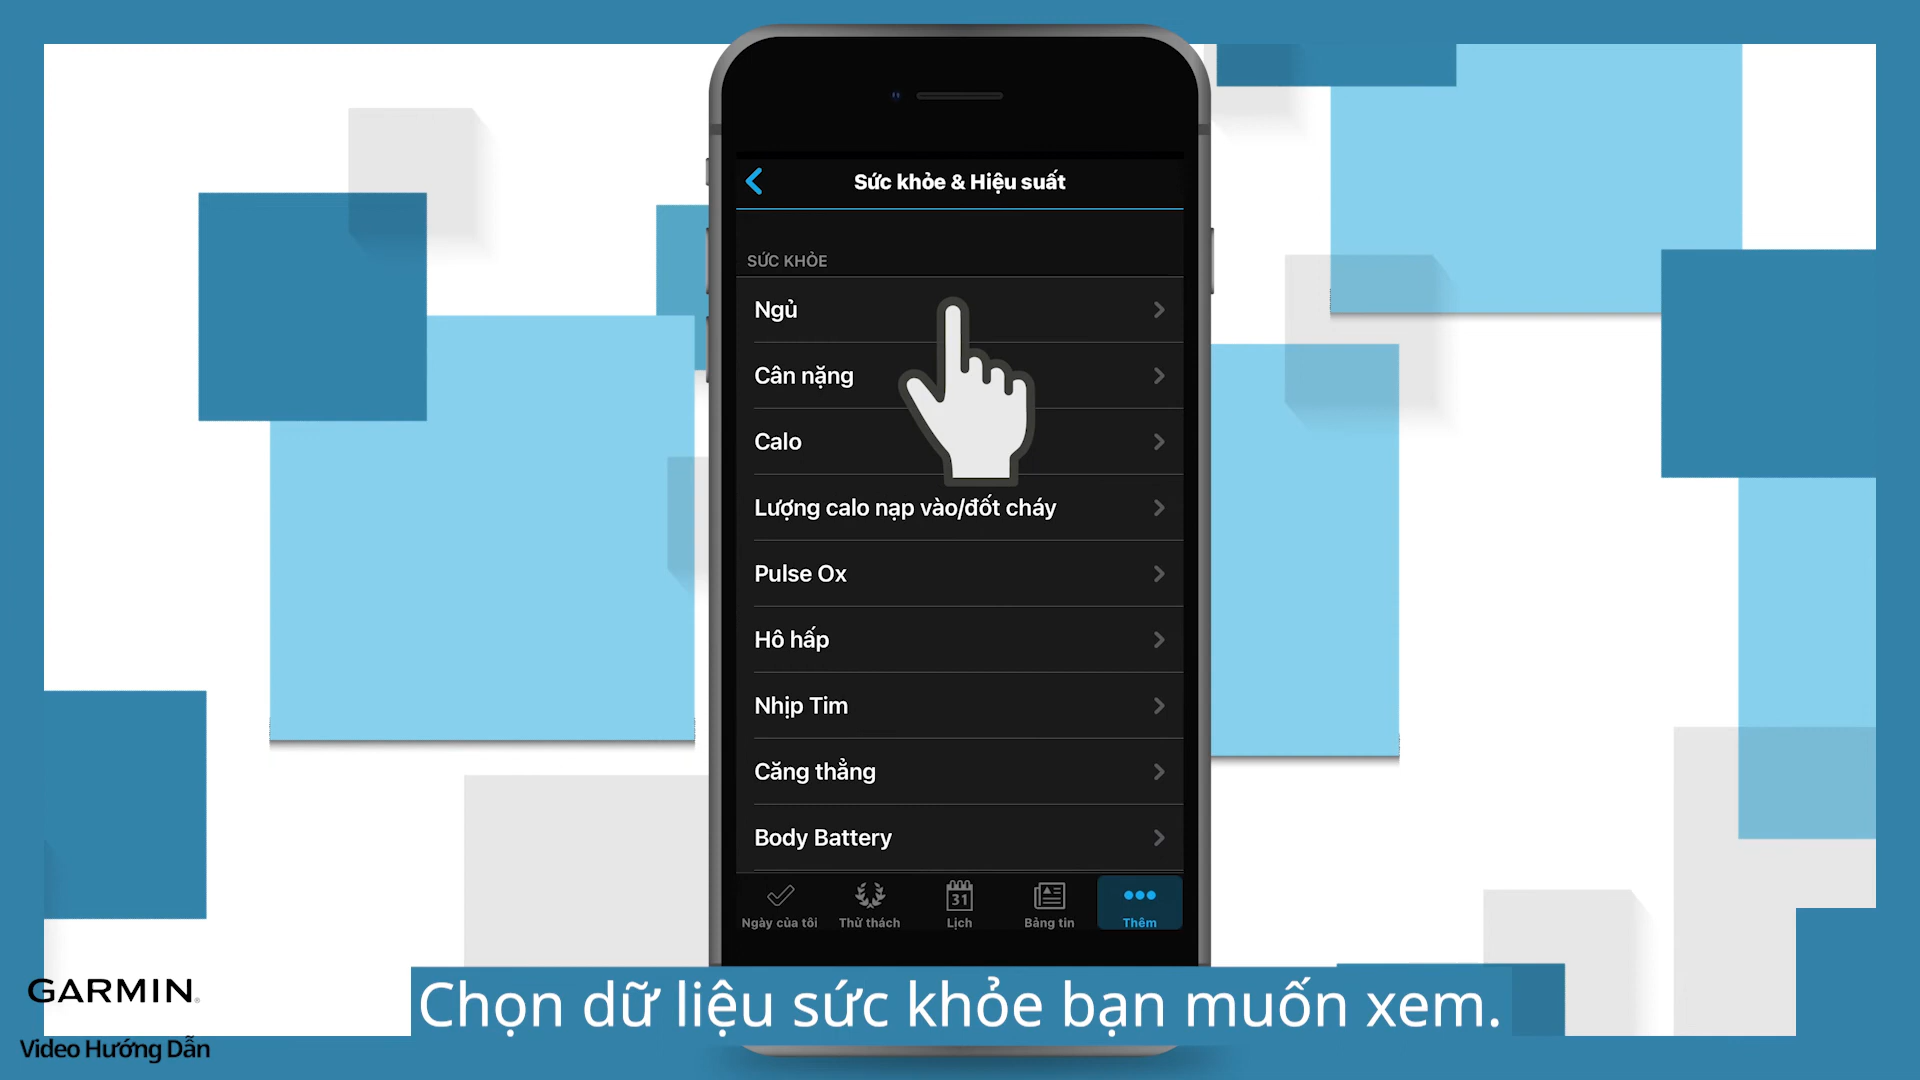 Sức khỏe & Hiệu suất
SỨC KHỎE
Ngủ
Cân nặng
Calo
Lượng calo nạp vào/đốt cháy
Pulse Ox
Hô hấp
Nhịp Tim
Căng thẳng
Body Battery
31
Ngày của tôi
Thử thách
Lịch
Bảng tin
Thêm
Chọn dữ liệu sức khỏe bạn muốn xem.
GARMIN®
Video Hướng Dẫn